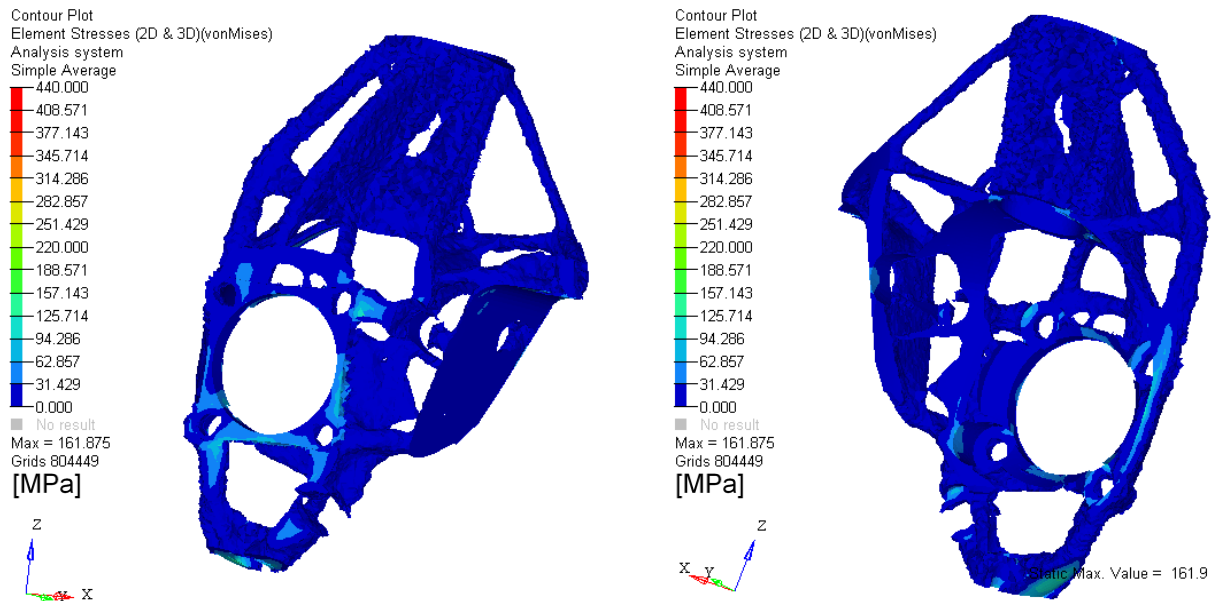 Contour Plot
Element Stresses (2D & 3D)(vonMises)
Analysis system
Simple Average
440.000
408.571
377.143
345.714
314.286
282.857
251.429
220.000
188.571
157.143
125.714
94.286
62.857
31.429
0.000
No result
Max = 161.875
Grids 804449
[MPa]
Z
X
Contour Plot
Element Stresses (2D & 3D)(vonMises)
Analysis system
Simple Average
440.000
408.571
377.143
345.714
314.286
282.857
251.429
220.000
188.571
157.143
125.714
94.286
62.857
31.429
0.000
No result
Max = 161.875
Grids 804449
[MPa]
Z
X Y
Static Max. Value = 161.9